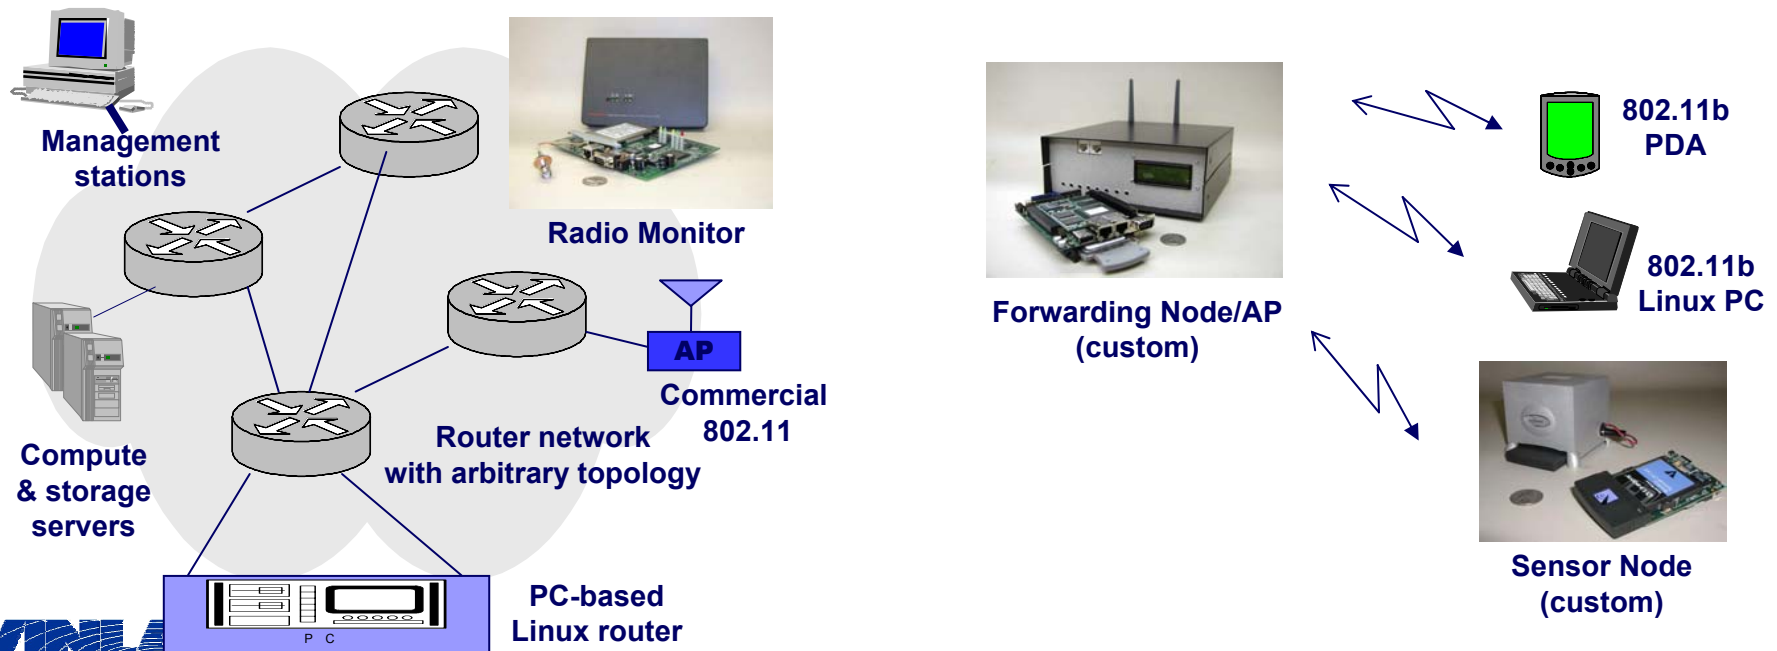 Management
stations
Radio Monitor
AP
Commercial
802.11
Router network
with arbitrary topology
Compute
& storage
servers
PC-based
Linux router
P C
Forwarding Node/AP
(custom)
802.11b
PDA
802.11b
Linux PC
Sensor Node
(custom)